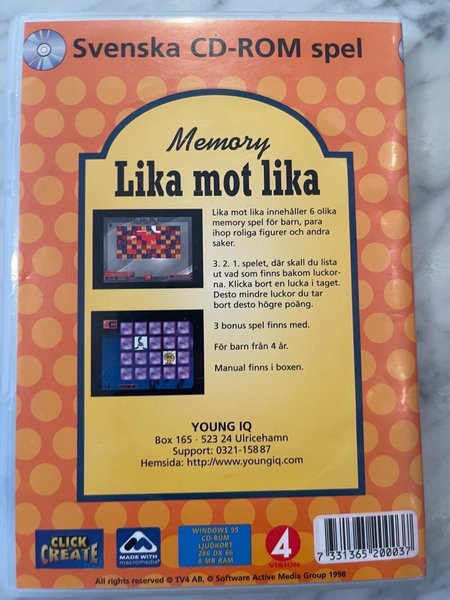 Svenska CD-ROM spel
Memory
Lika mot lika
Lika mot lika innehåller 6 olika
memory spel för barn, para
ihop roliga figurer och andra
saker.
3. 2. 1. spelet, där skall du lista
ut vad som finns bakom luckor-
na. Klicka bort en lucka i taget.
Desto mindre luckor du tar
bort desto högre poäng.
3 bonus spel finns med.
För barn från 4 år.
Manual finns i boxen.
YOUNG IQ
Box 165 · 523 24 Ulricehamn
Support: 0321-158 87
Hemsida: http://www.youngiq.com
CLICK
CREATE
MADE WITH
macromedia
WINDOWS 95
CD-ROM
LJUDKORT
286 DX 66
8 MB RAM
4
VISION
7 331365 200037
All rights reserved © TV4 AB, © Software Active Media Group 1998